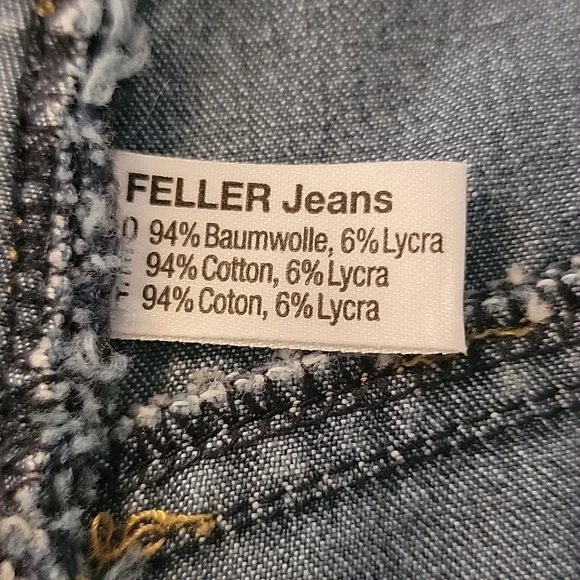 FELLER Jeans
D 94% Baumwolle, 6% Lycra
E 94% Cotton, 6% Lycra
F 94% Coton, 6% Lycra